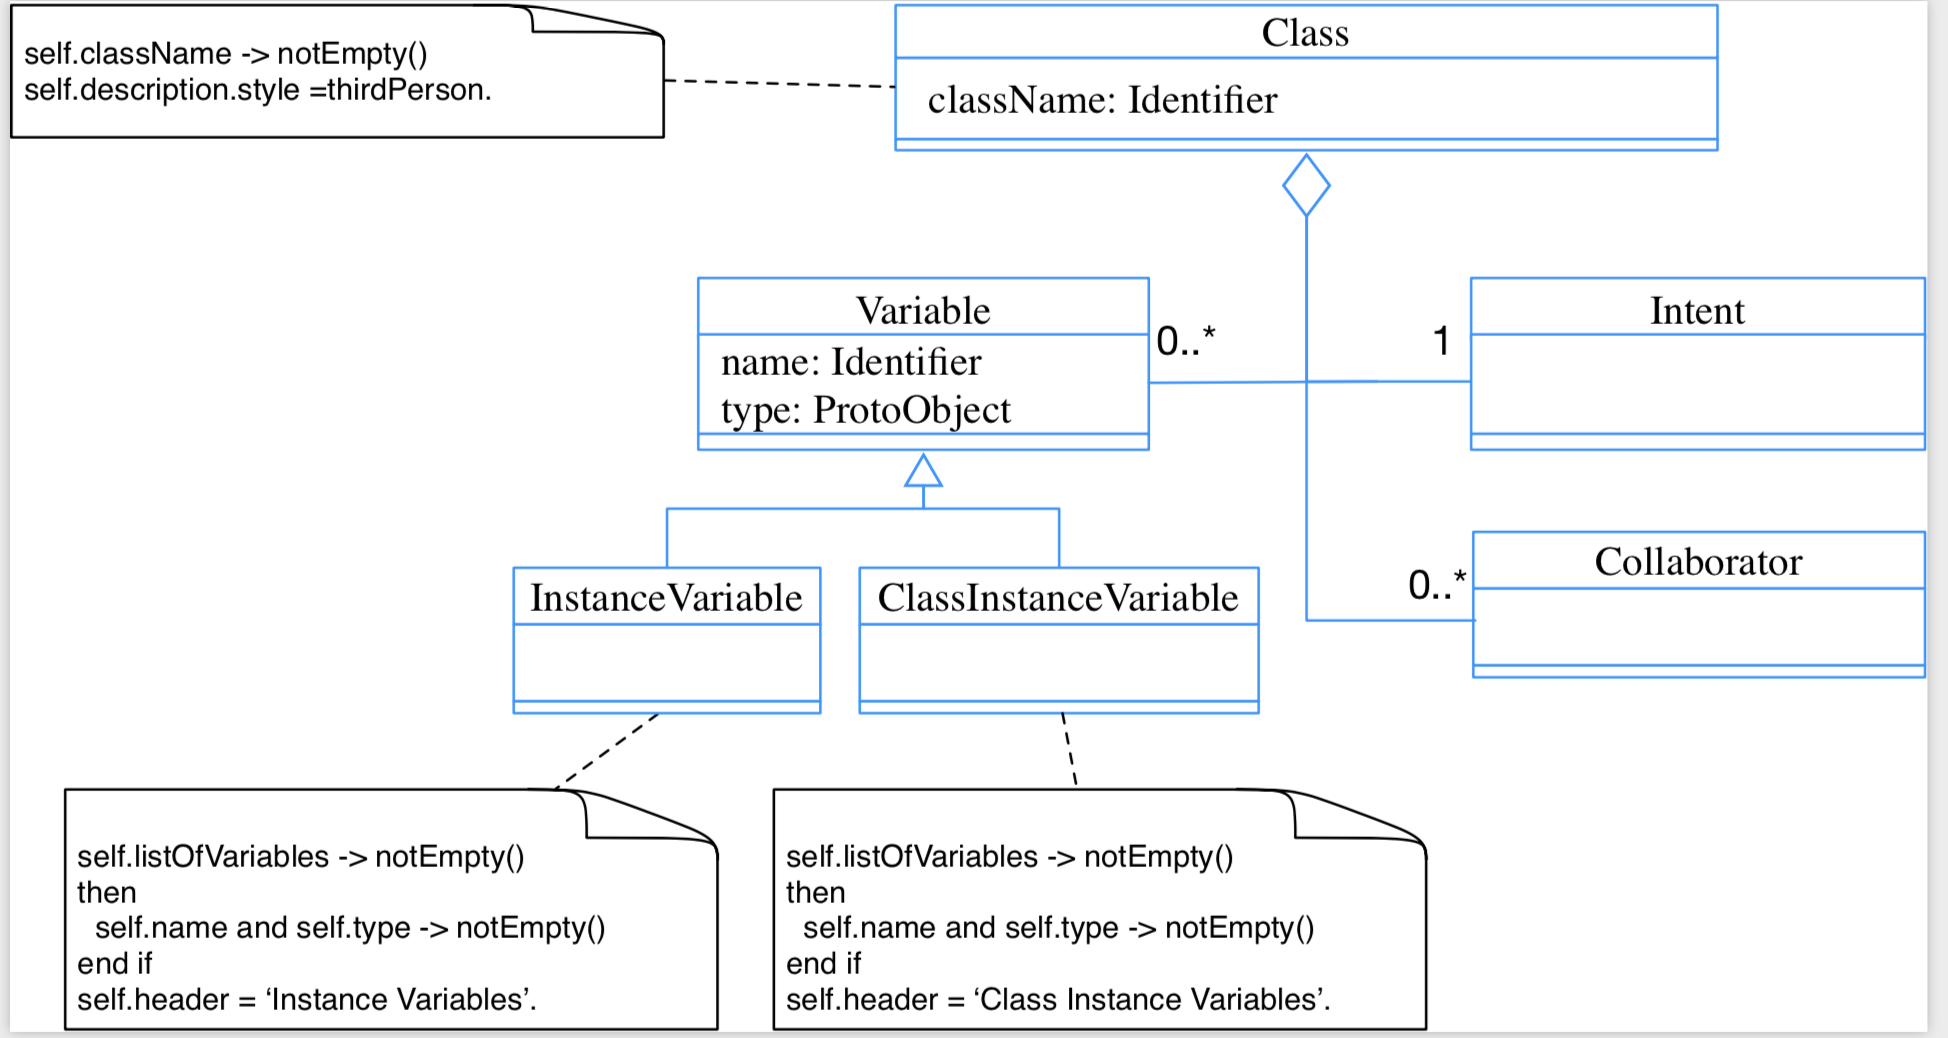 self.className -> notEmpty()
self.description.style =thirdPerson.
Class
className: Identifier
Variable
name: Identifier
type: ProtoObject
0..*
1
Intent
InstanceVariable
ClassInstanceVariable
0..*
Collaborator
self.listOfVariables -> notEmpty()
then
self.name and self.type -> notEmpty()
end if
self.header = ‘Instance Variables’.
self.listOfVariables -> notEmpty()
then
self.name and self.type -> notEmpty()
end if
self.header = ‘Class Instance Variables’.